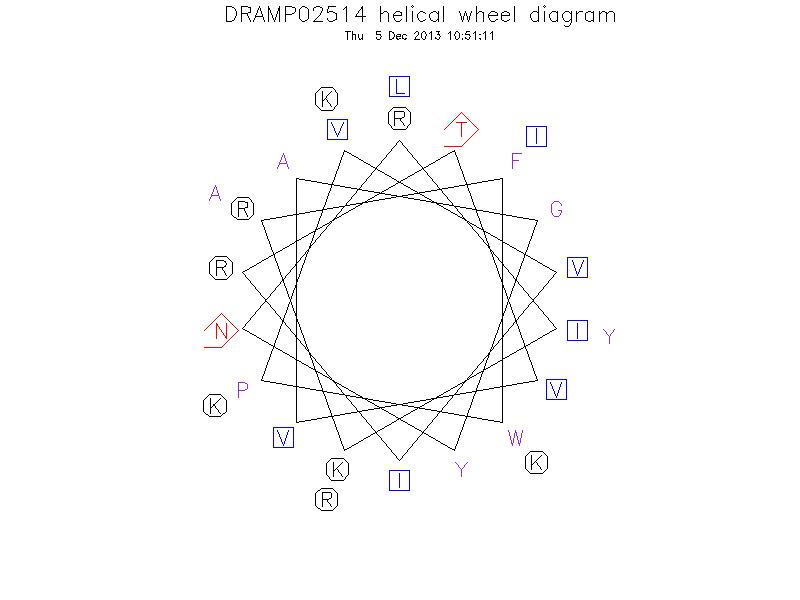 DRAMP02514 helical wheel diagram
Thu 5 Dec 2013 10:51:11
L
K
R
V
T
I
A
F
A
R
G
R
V
N
I
Y
P
V
K
V
W
K
K
Y
I
R